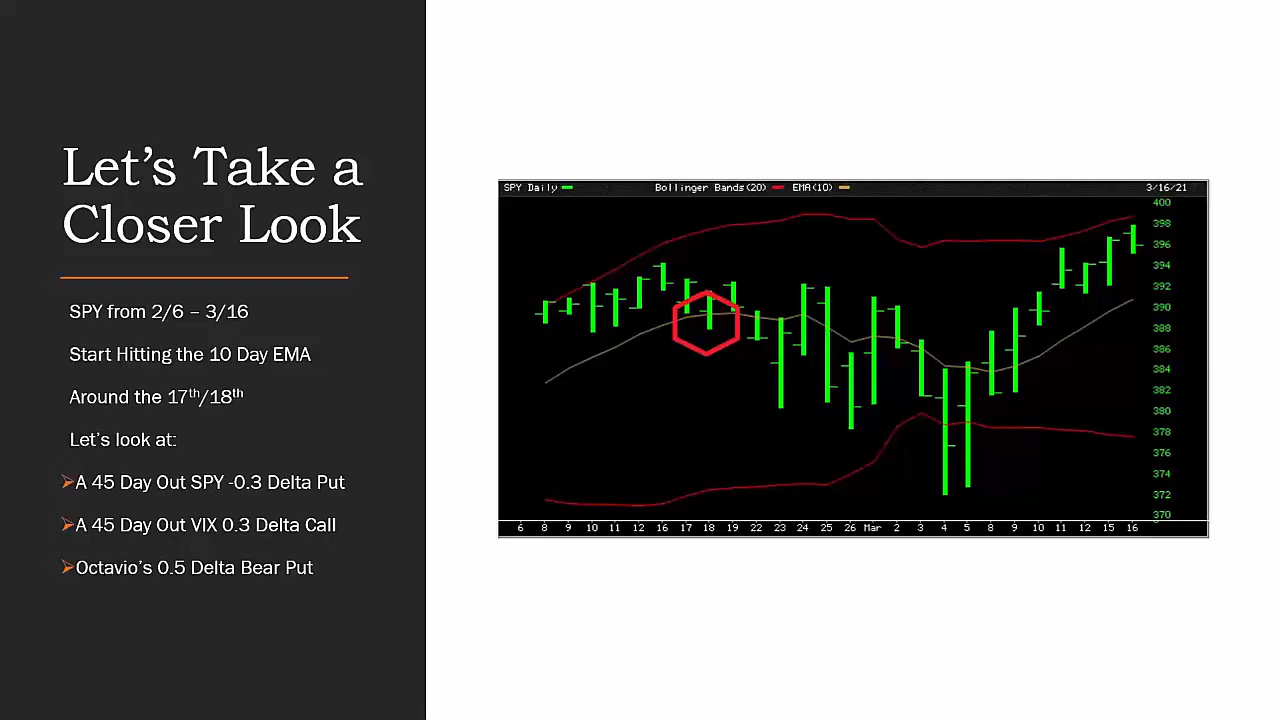 Let's Take a
Closer Look
SPY from 2/6 – 3/16
Start Hitting the 10 Day EMA
Around the 17th/18th
Let's look at:
A 45 Day Out SPY -0.3 Delta Put
A 45 Day Out VIX 0.3 Delta Call
Octavio's 0.5 Delta Bear Put
SPY Daily Bollinger Bands(20) EMA(10) 3/16/21
400
398
396
394
392
390
388
386
384
382
380
378
376
374
372
370
6 8 9 10 11 12 16 17 18 19 22 23 24 25 26 Mar 2 3 4 5 8 9 10 11 12 15 16